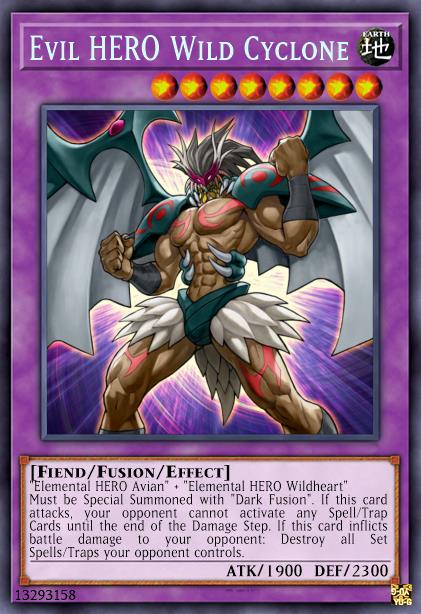 Evil HERO Wild Cyclone
EARTH
地
[Fiend/Fusion/Effect]
"Elemental HERO Avian" + "Elemental HERO Wildheart"
Must be Special Summoned with "Dark Fusion". If this card
attacks, your opponent cannot activate any Spell/Trap
Cards until the end of the Damage Step. If this card inflicts
battle damage to your opponent: Destroy all Set
Spells/Traps your opponent controls.
ATK/1900 DEF/2300
13293158